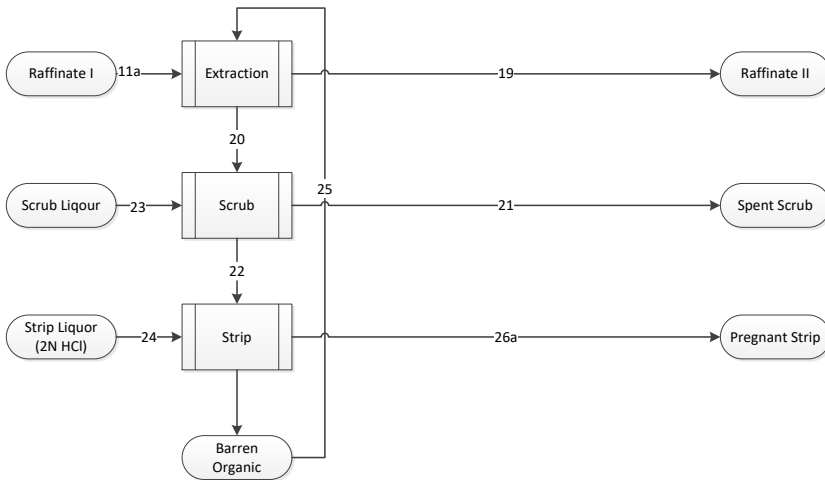 Raffinate I
11a
Extraction
19
Raffinate II
20
Scrub Liqour
23
Scrub
25
21
Spent Scrub
22
Strip Liquor
(2N HCl)
24
Strip
26a
Pregnant Strip
Barren
Organic